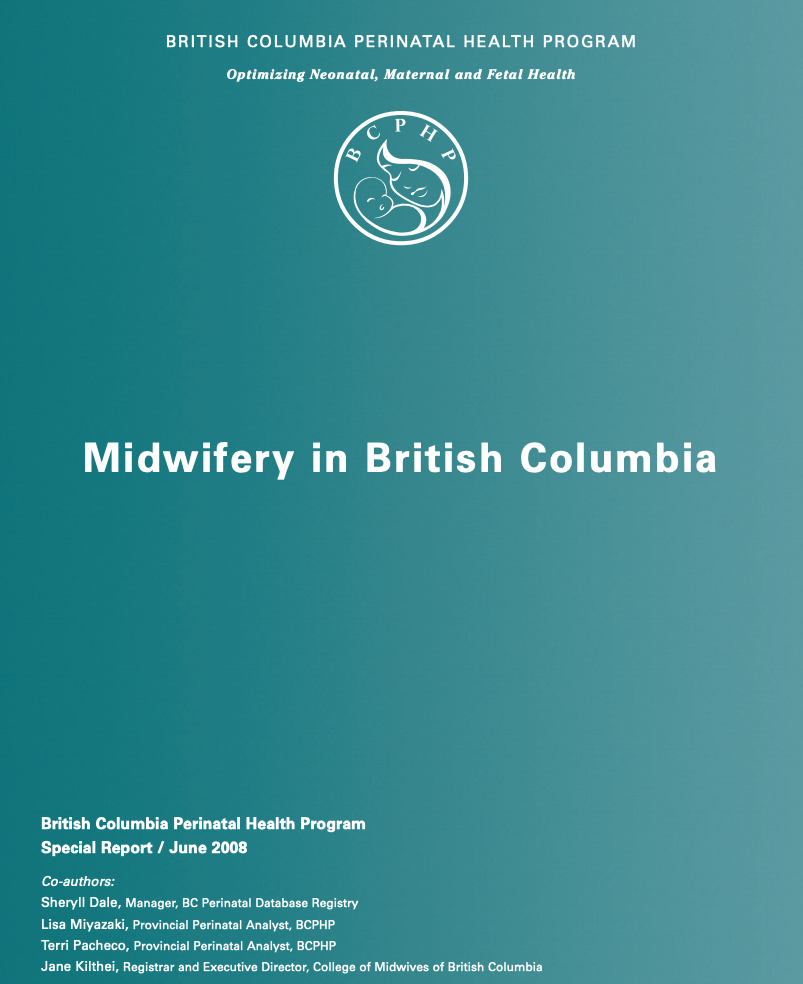 BRITISH COLUMBIA PERINATAL HEALTH PROGRAM
Optimizing Neonatal, Maternal and Fetal Health
BCPHP
Midwifery in British Columbia
British Columbia Perinatal Health Program
Special Report / June 2008
Co-authors:
Sheryll Dale, Manager, BC Perinatal Database Registry
Lisa Miyazaki, Provincial Perinatal Analyst, BCPHP
Terri Pacheco, Provincial Perinatal Analyst, BCPHP
Jane Kilthei, Registrar and Executive Director, College of Midwives of British Columbia